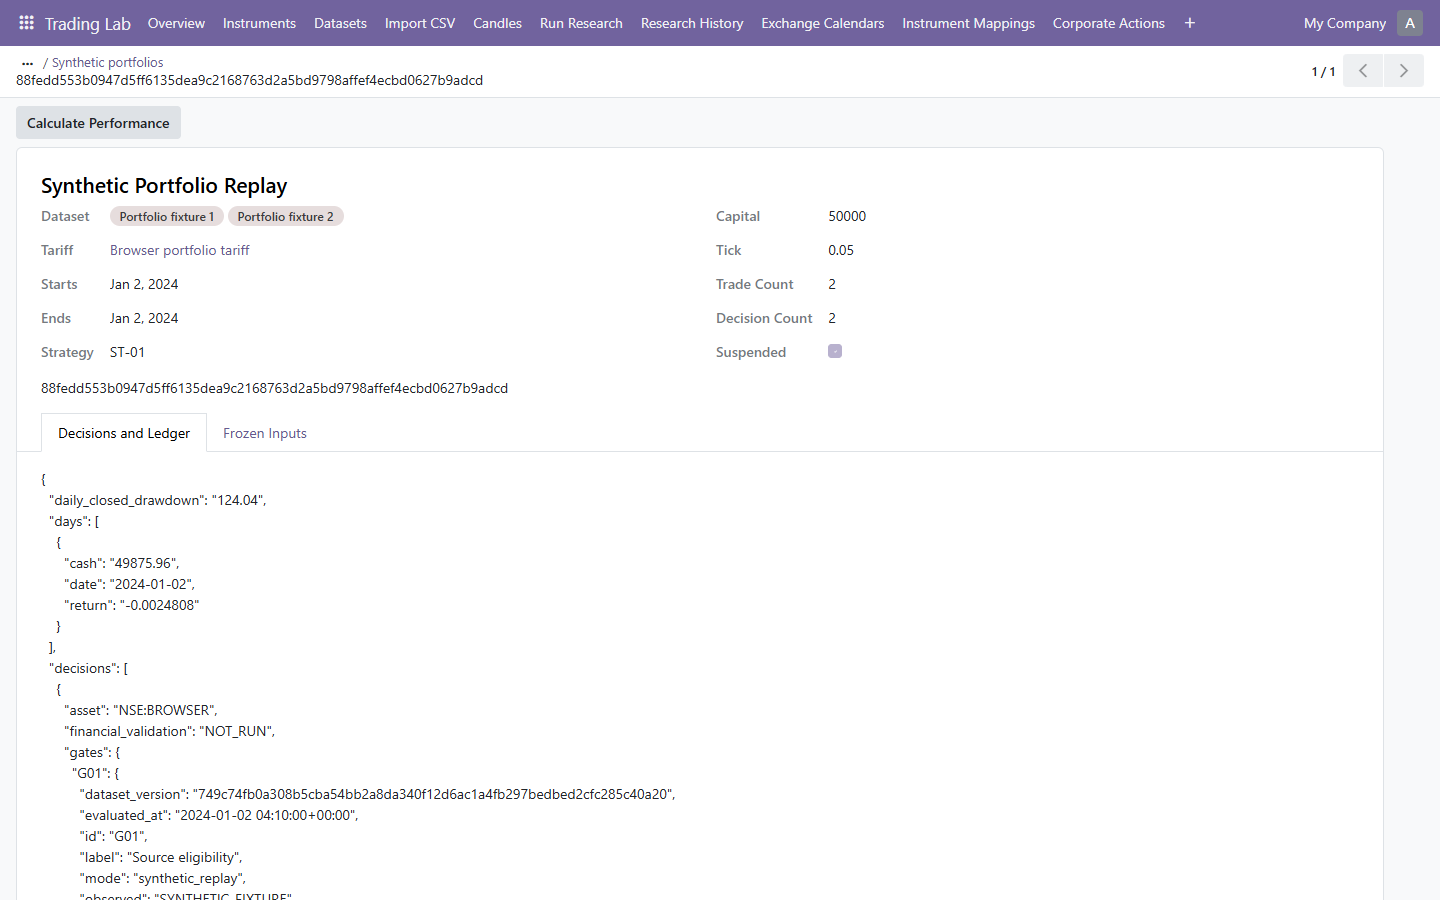 Trading Lab Overview Instruments Datasets Import CSV Candles Run Research Research History Exchange Calendars Instrument Mappings Corporate Actions + My Company A
... / Synthetic portfolios
88fedd553b0947d5ff6135dea9c2168763d2a5bd9798affef4ecbd0627b9adcd
1 / 1
Calculate Performance
Synthetic Portfolio Replay
Dataset Portfolio fixture 1 Portfolio fixture 2
Capital 50000
Tariff Browser portfolio tariff
Tick 0.05
Starts Jan 2, 2024
Trade Count 2
Ends Jan 2, 2024
Decision Count 2
Strategy ST-01
Suspended
88fedd553b0947d5ff6135dea9c2168763d2a5bd9798affef4ecbd0627b9adcd
Decisions and Ledger Frozen Inputs
{
"daily_closed_drawdown": "124.04",
"days": [
{
"cash": "49875.96",
"date": "2024-01-02",
"return": "-0.0024808"
}
],
"decisions": [
{
"asset": "NSE:BROWSER",
"financial_validation": "NOT_RUN",
"gates": {
"G01": {
"dataset_version": "749c74fb0a308b5cba54bb2a8da340f12d6ac1a4fb297bedbed2cfc285c40a20",
"evaluated_at": "2024-01-02 04:10:00+00:00",
"id": "G01",
"label": "Source eligibility",
"mode": "synthetic_replay",
"observed": "SYNTHETIC_FIXTURE"